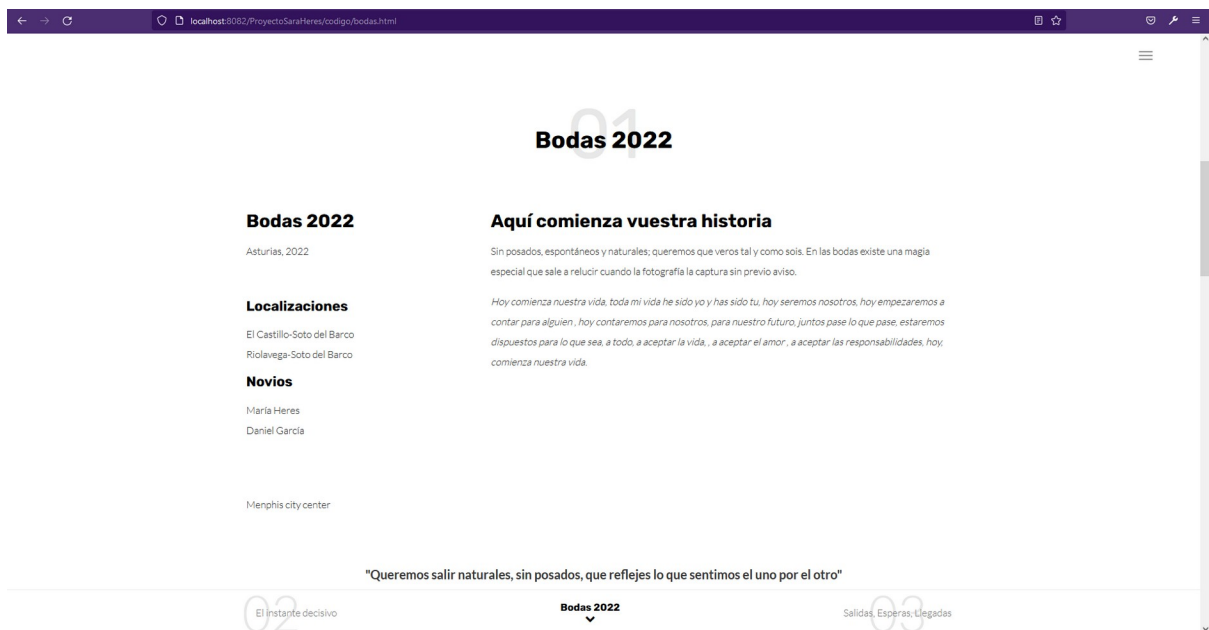 localhost:8082/ProyectoSaraHeres/codigo/bodas.html
01
Bodas 2022
Bodas 2022
Asturias, 2022
Localizaciones
El Castillo-Soto del Barco
Riolavega-Soto del Barco
Novios
María Heres
Daniel García
Menphis city center
Aquí comienza vuestra historia
Sin posados, espontáneos y naturales; queremos que veros tal y como sois. En las bodas existe una magia
especial que sale a relucir cuando la fotografía la captura sin previo aviso.
Hoy comienza nuestra vida, toda mi vida he sido yo y has sido tu, hoy seremos nosotros, hoy empezaremos a
contar para alguien , hoy contaremos para nosotros, para nuestro futuro, juntos pase lo que pase, estaremos
dispuestos para lo que sea, a todo, a aceptar la vida, , a aceptar el amor , a aceptar las responsabilidades, hoy,
comienza nuestra vida.
"Queremos salir naturales, sin posados, que reflejes lo que sentimos el uno por el otro"
02
El instante decisivo
Bodas 2022
03
Salidas, Esperas, Llegadas